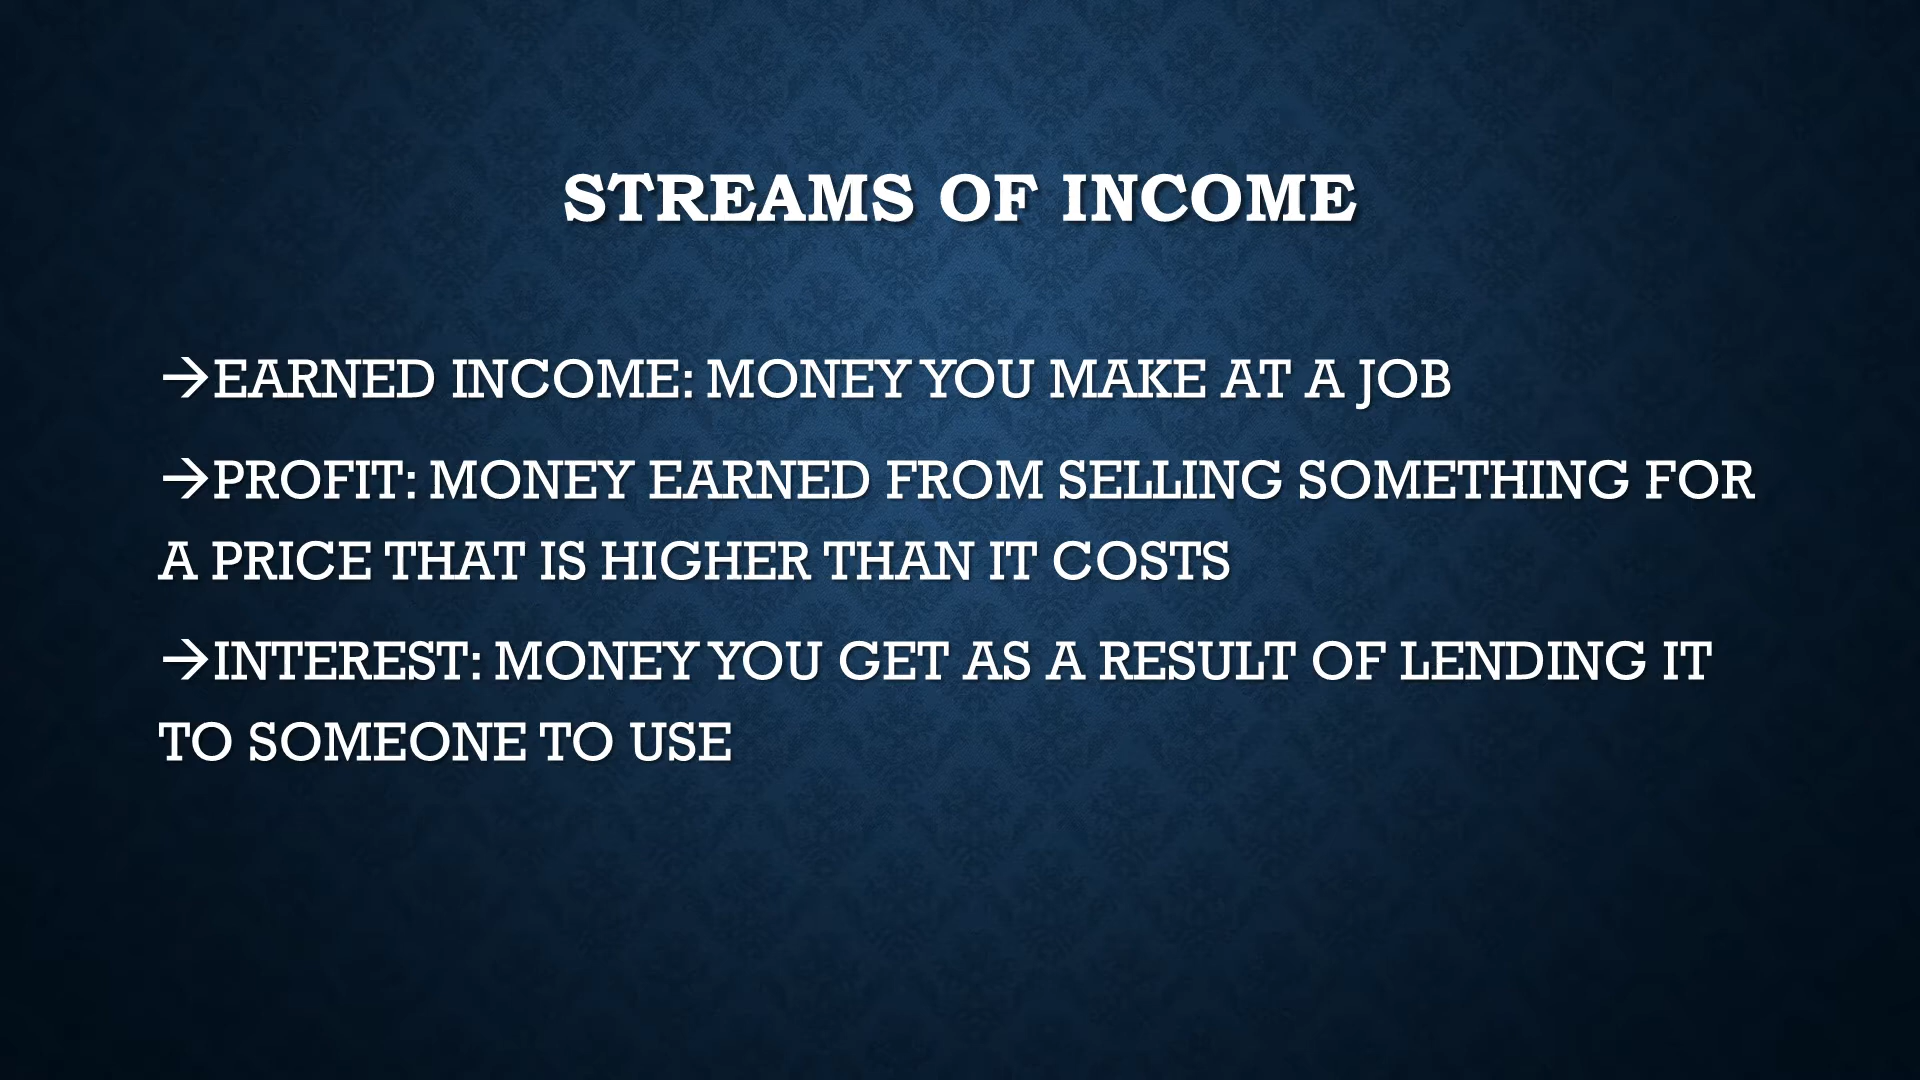 STREAMS OF INCOME
→EARNED INCOME: MONEY YOU MAKE AT A JOB
→PROFIT: MONEY EARNED FROM SELLING SOMETHING FOR
A PRICE THAT IS HIGHER THAN IT COSTS
→INTEREST: MONEY YOU GET AS A RESULT OF LENDING IT
TO SOMEONE TO USE